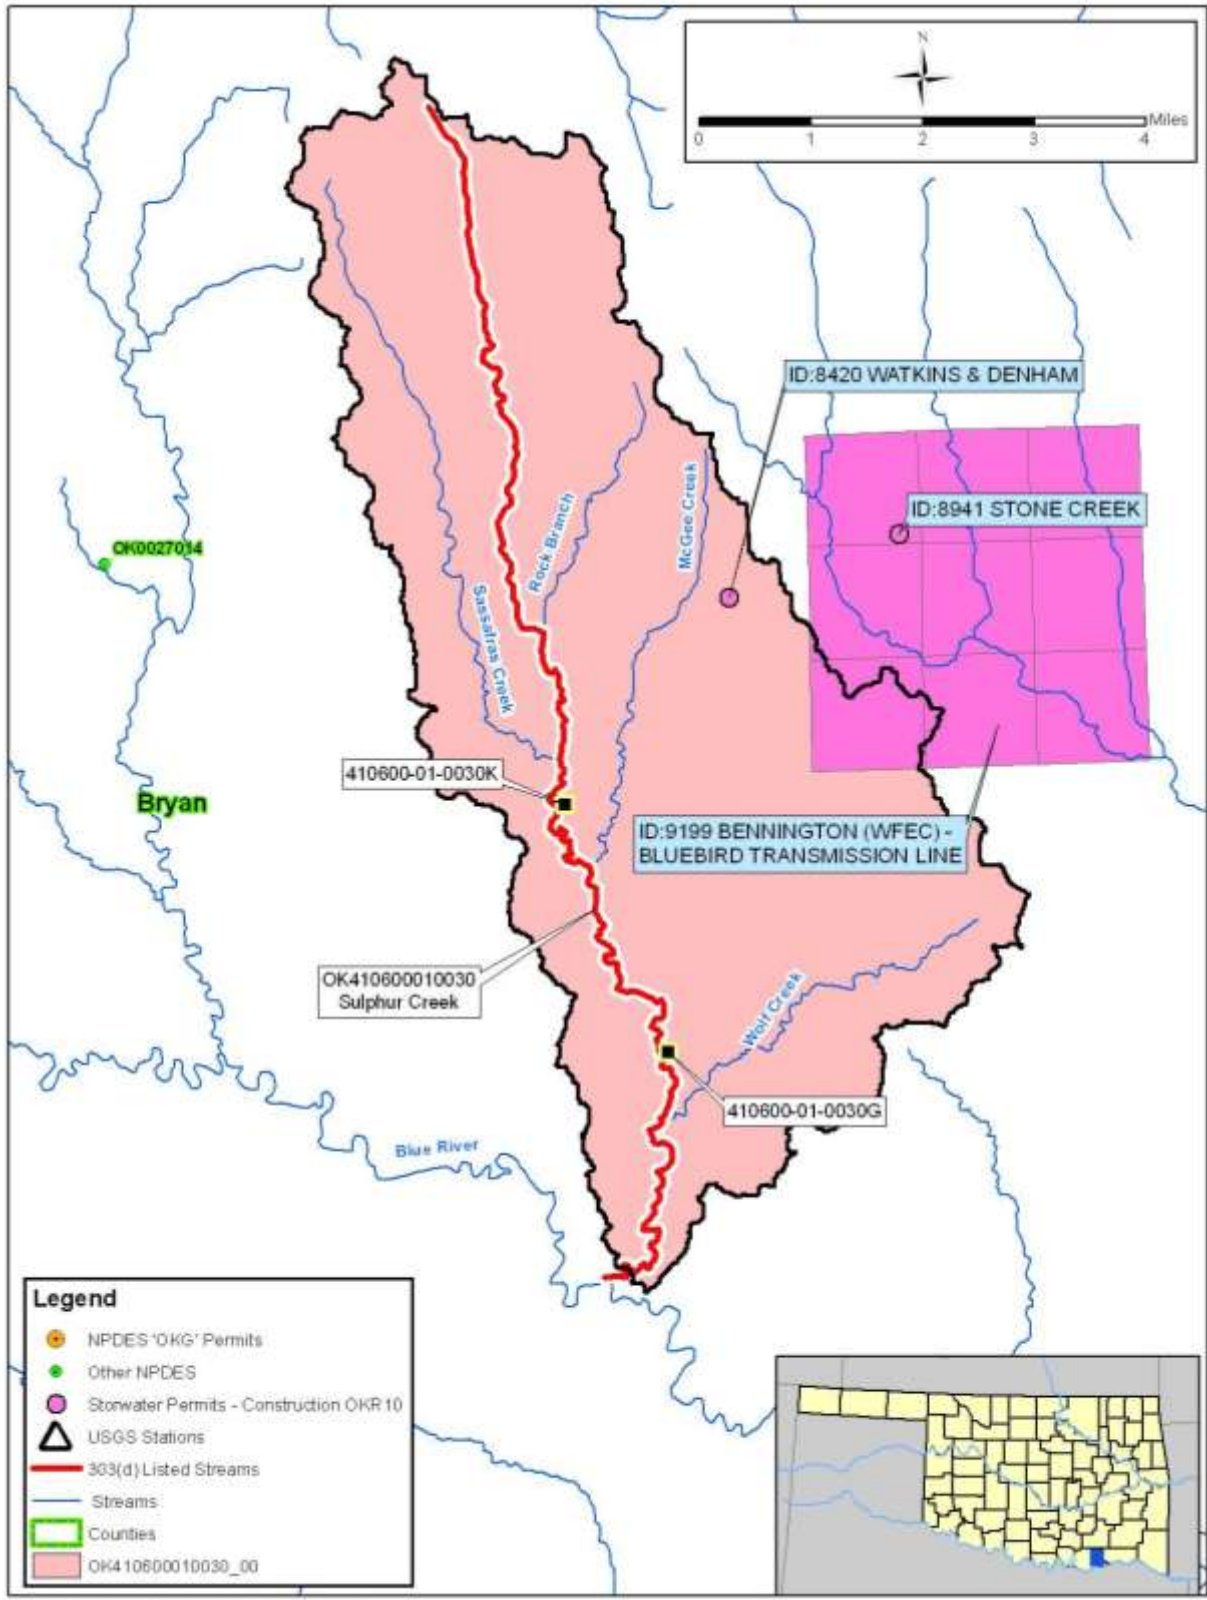 N
Miles
0 1 2 3 4
ID:8420 WATKINS & DENHAM
ID:8941 STONE CREEK
Rock Branch
McGee Creek
OK0027014
Sassafras Creek
410600-01-0030K
Bryan
ID:9199 BENNINGTON (WFEC) -
BLUEBIRD TRANSMISSION LINE
OK410600010030
Sulphur Creek
Wolf Creek
410600-01-0030G
Blue River
Legend
NPDES 'OKG' Permits
Other NPDES
Stormwater Permits - Construction OKR10
USGS Stations
303(d) Listed Streams
Streams
Counties
OK410600010030_00